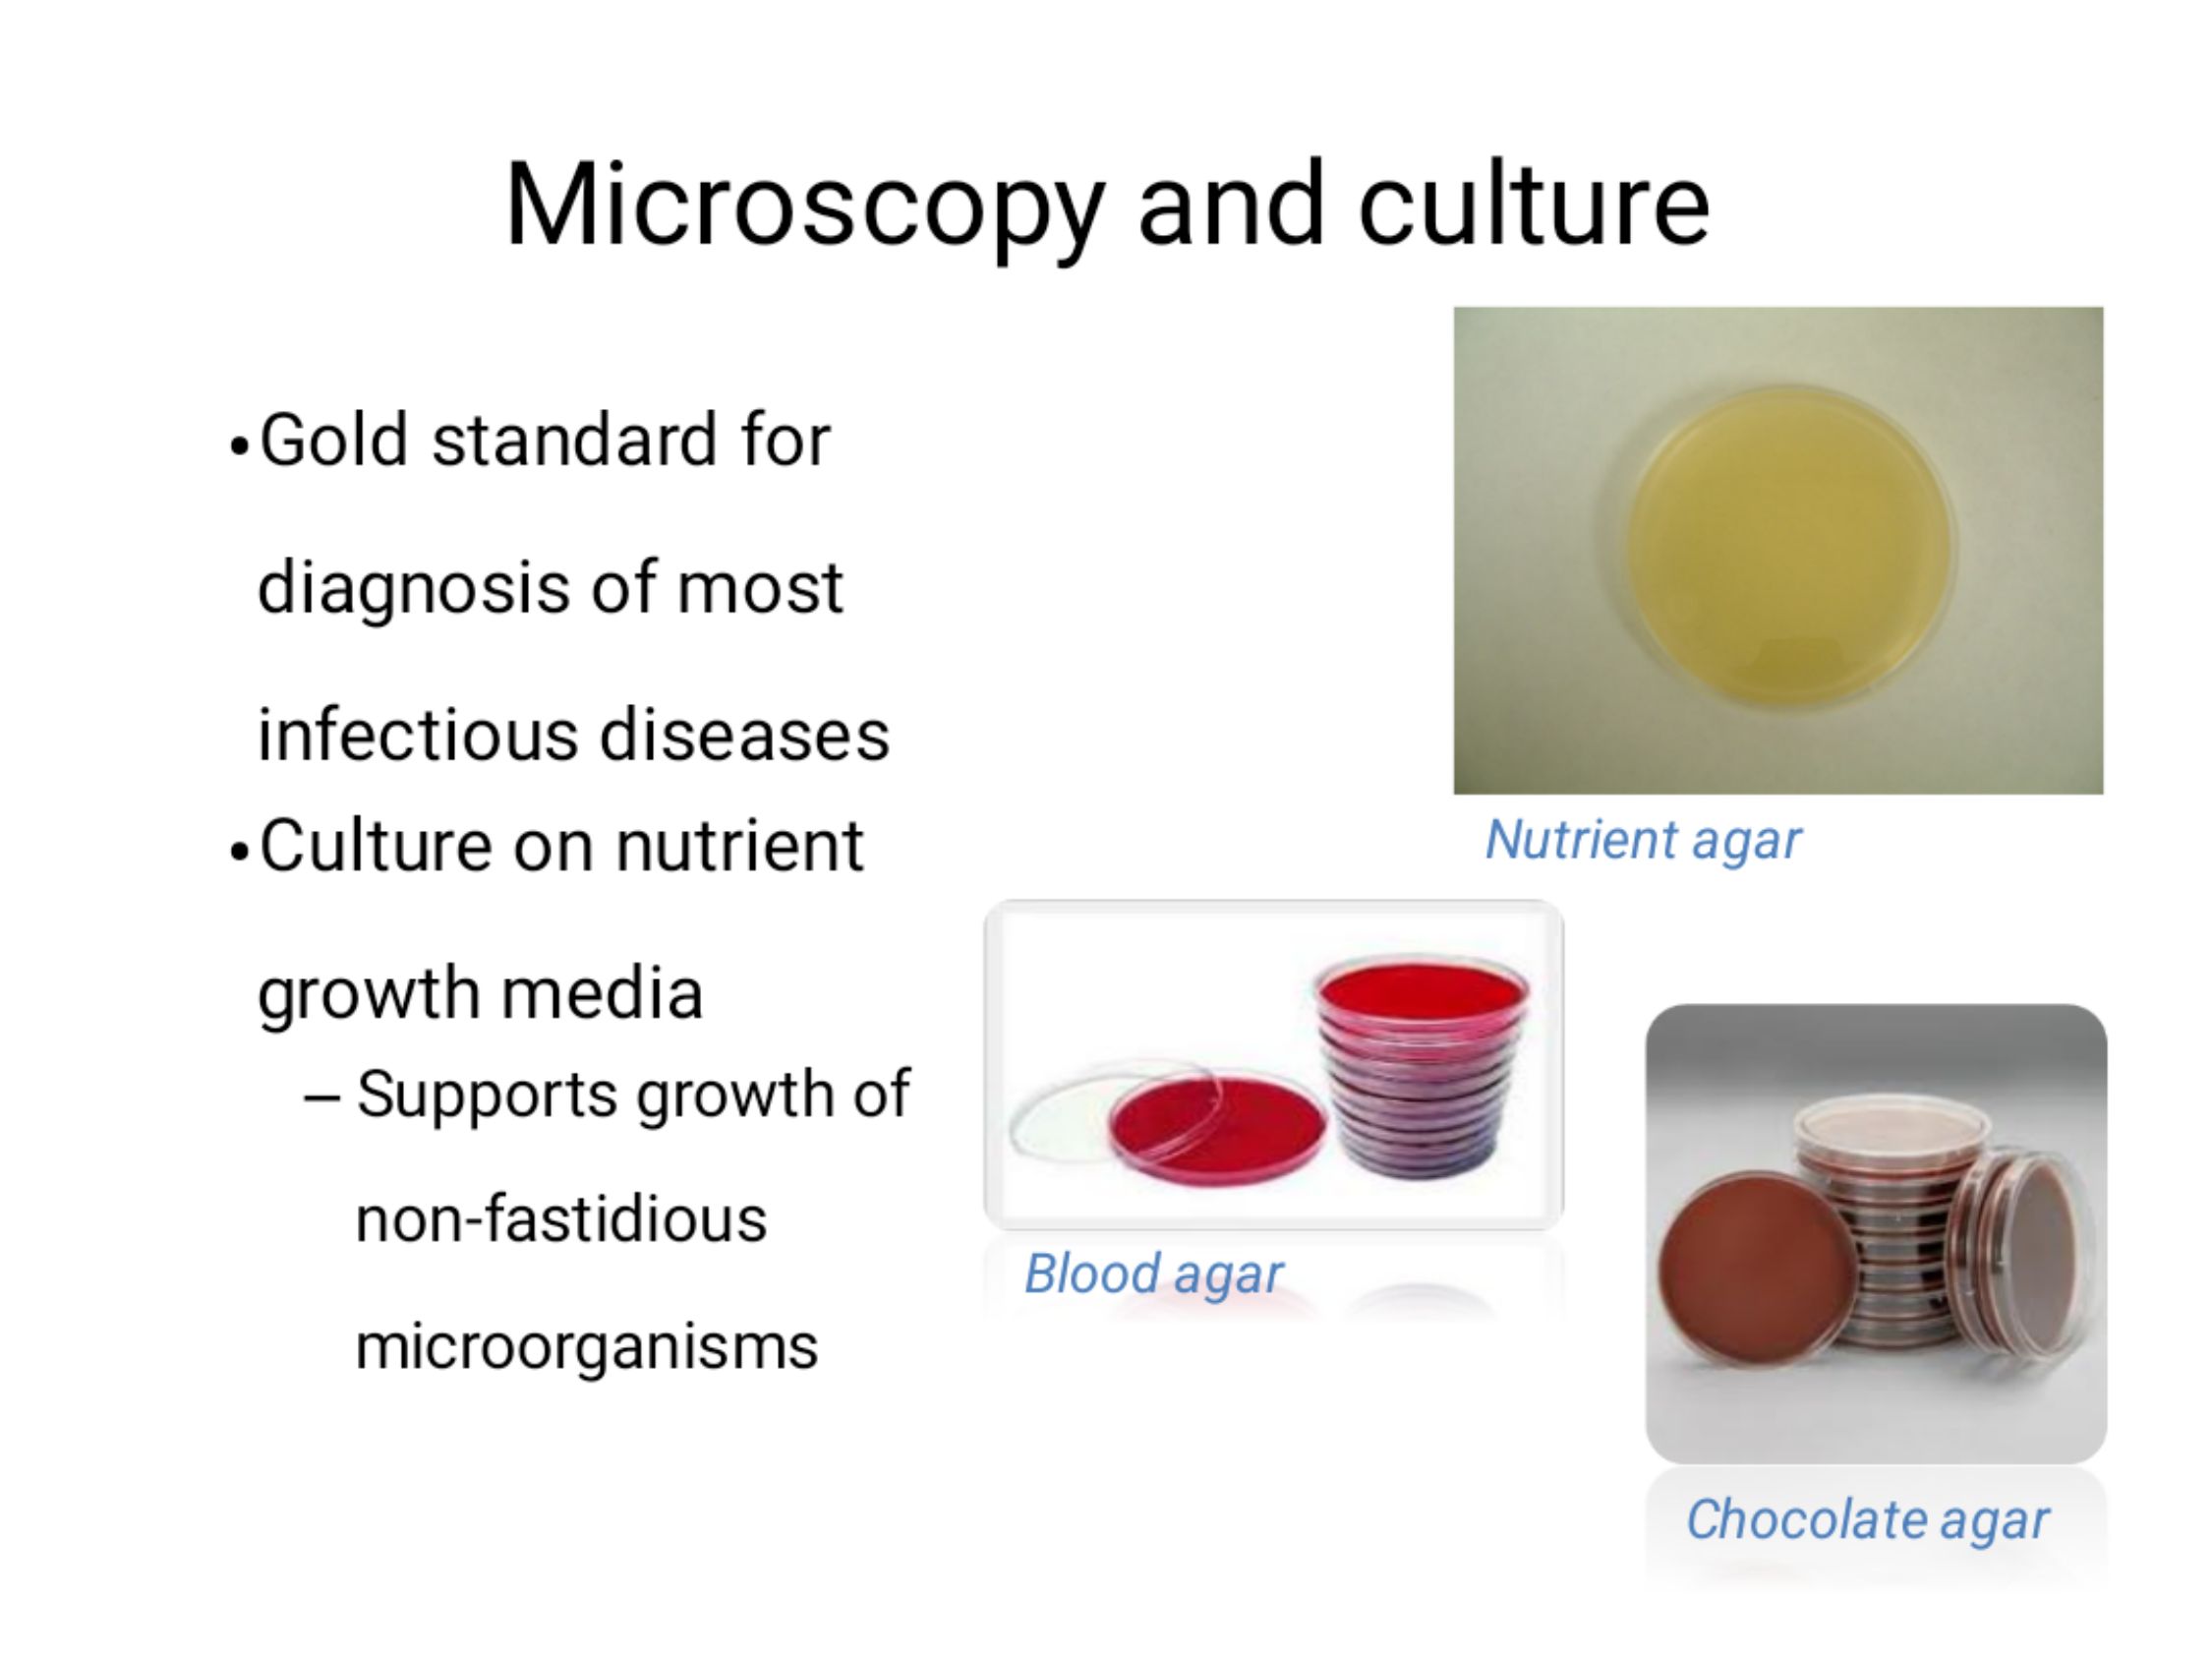 Microscopy and culture
•Gold standard for
diagnosis of most
infectious diseases
•Culture on nutrient
growth media
– Supports growth of
non-fastidious
microorganisms
Nutrient agar
Blood agar
Chocolate agar